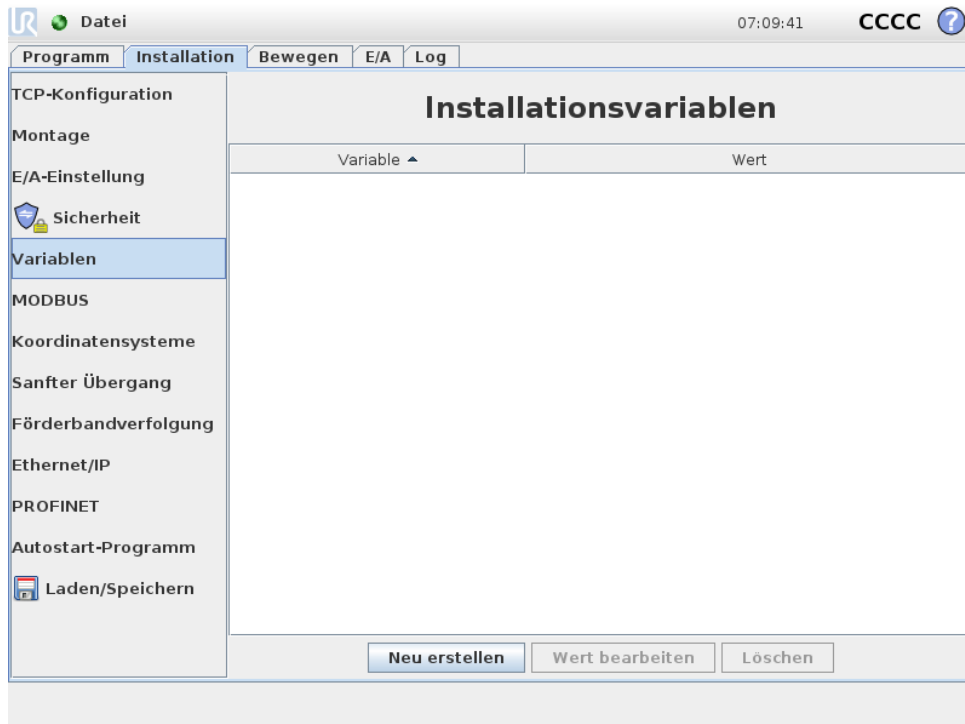 UR Datei 07:09:41 CCCC ?
Programm Installation Bewegen E/A Log
TCP-Konfiguration
Montage
E/A-Einstellung
Sicherheit
Variablen
MODBUS
Koordinatensysteme
Sanfter Übergang
Förderbandverfolgung
Ethernet/IP
PROFINET
Autostart-Programm
Laden/Speichern
Installationsvariablen
Variable Wert
Neu erstellen Wert bearbeiten Löschen